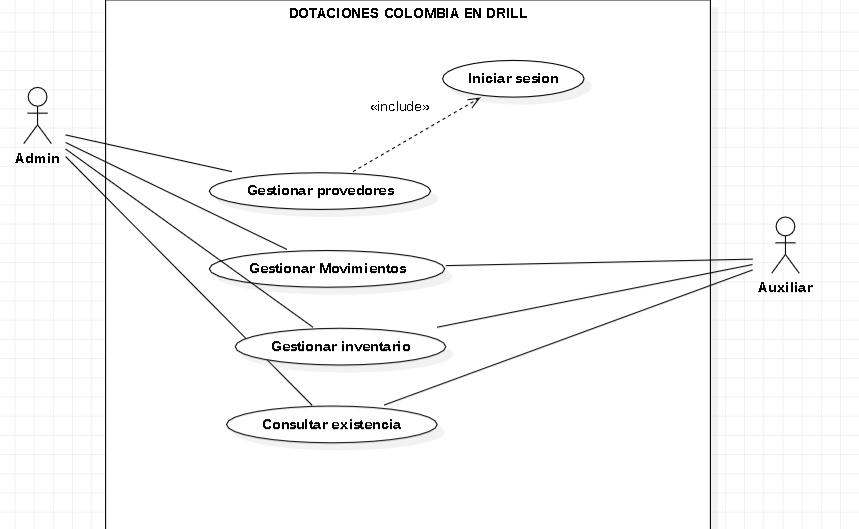 DOTACIONES COLOMBIA EN DRILL
Iniciar sesion
«include»
Admin
Gestionar provedores
Gestionar Movimientos
Auxiliar
Gestionar inventario
Consultar existencia